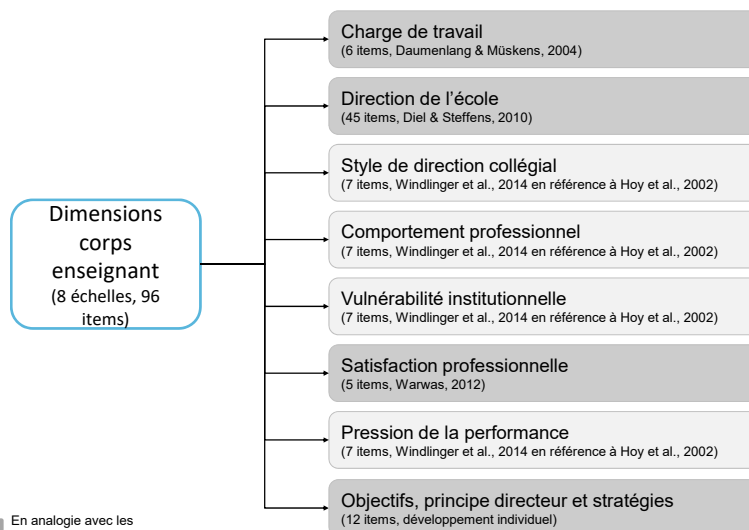 Charge de travail
(6 items, Daumenlang & Müskens, 2004)
Direction de l'école
(45 items, Diel & Steffens, 2010)
Style de direction collégial
(7 items, Windlinger et al., 2014 en référence à Hoy et al., 2002)
Dimensions
corps
enseignant
(8 échelles, 96
items)
Comportement professionnel
(7 items, Windlinger et al., 2014 en référence à Hoy et al., 2002)
Vulnérabilité institutionnelle
(7 items, Windlinger et al., 2014 en référence à Hoy et al., 2002)
Satisfaction professionnelle
(5 items, Warwas, 2012)
Pression de la performance
(7 items, Windlinger et al., 2014 en référence à Hoy et al., 2002)
Objectifs, principe directeur et stratégies
(12 items, développement individuel)
En analogie avec les